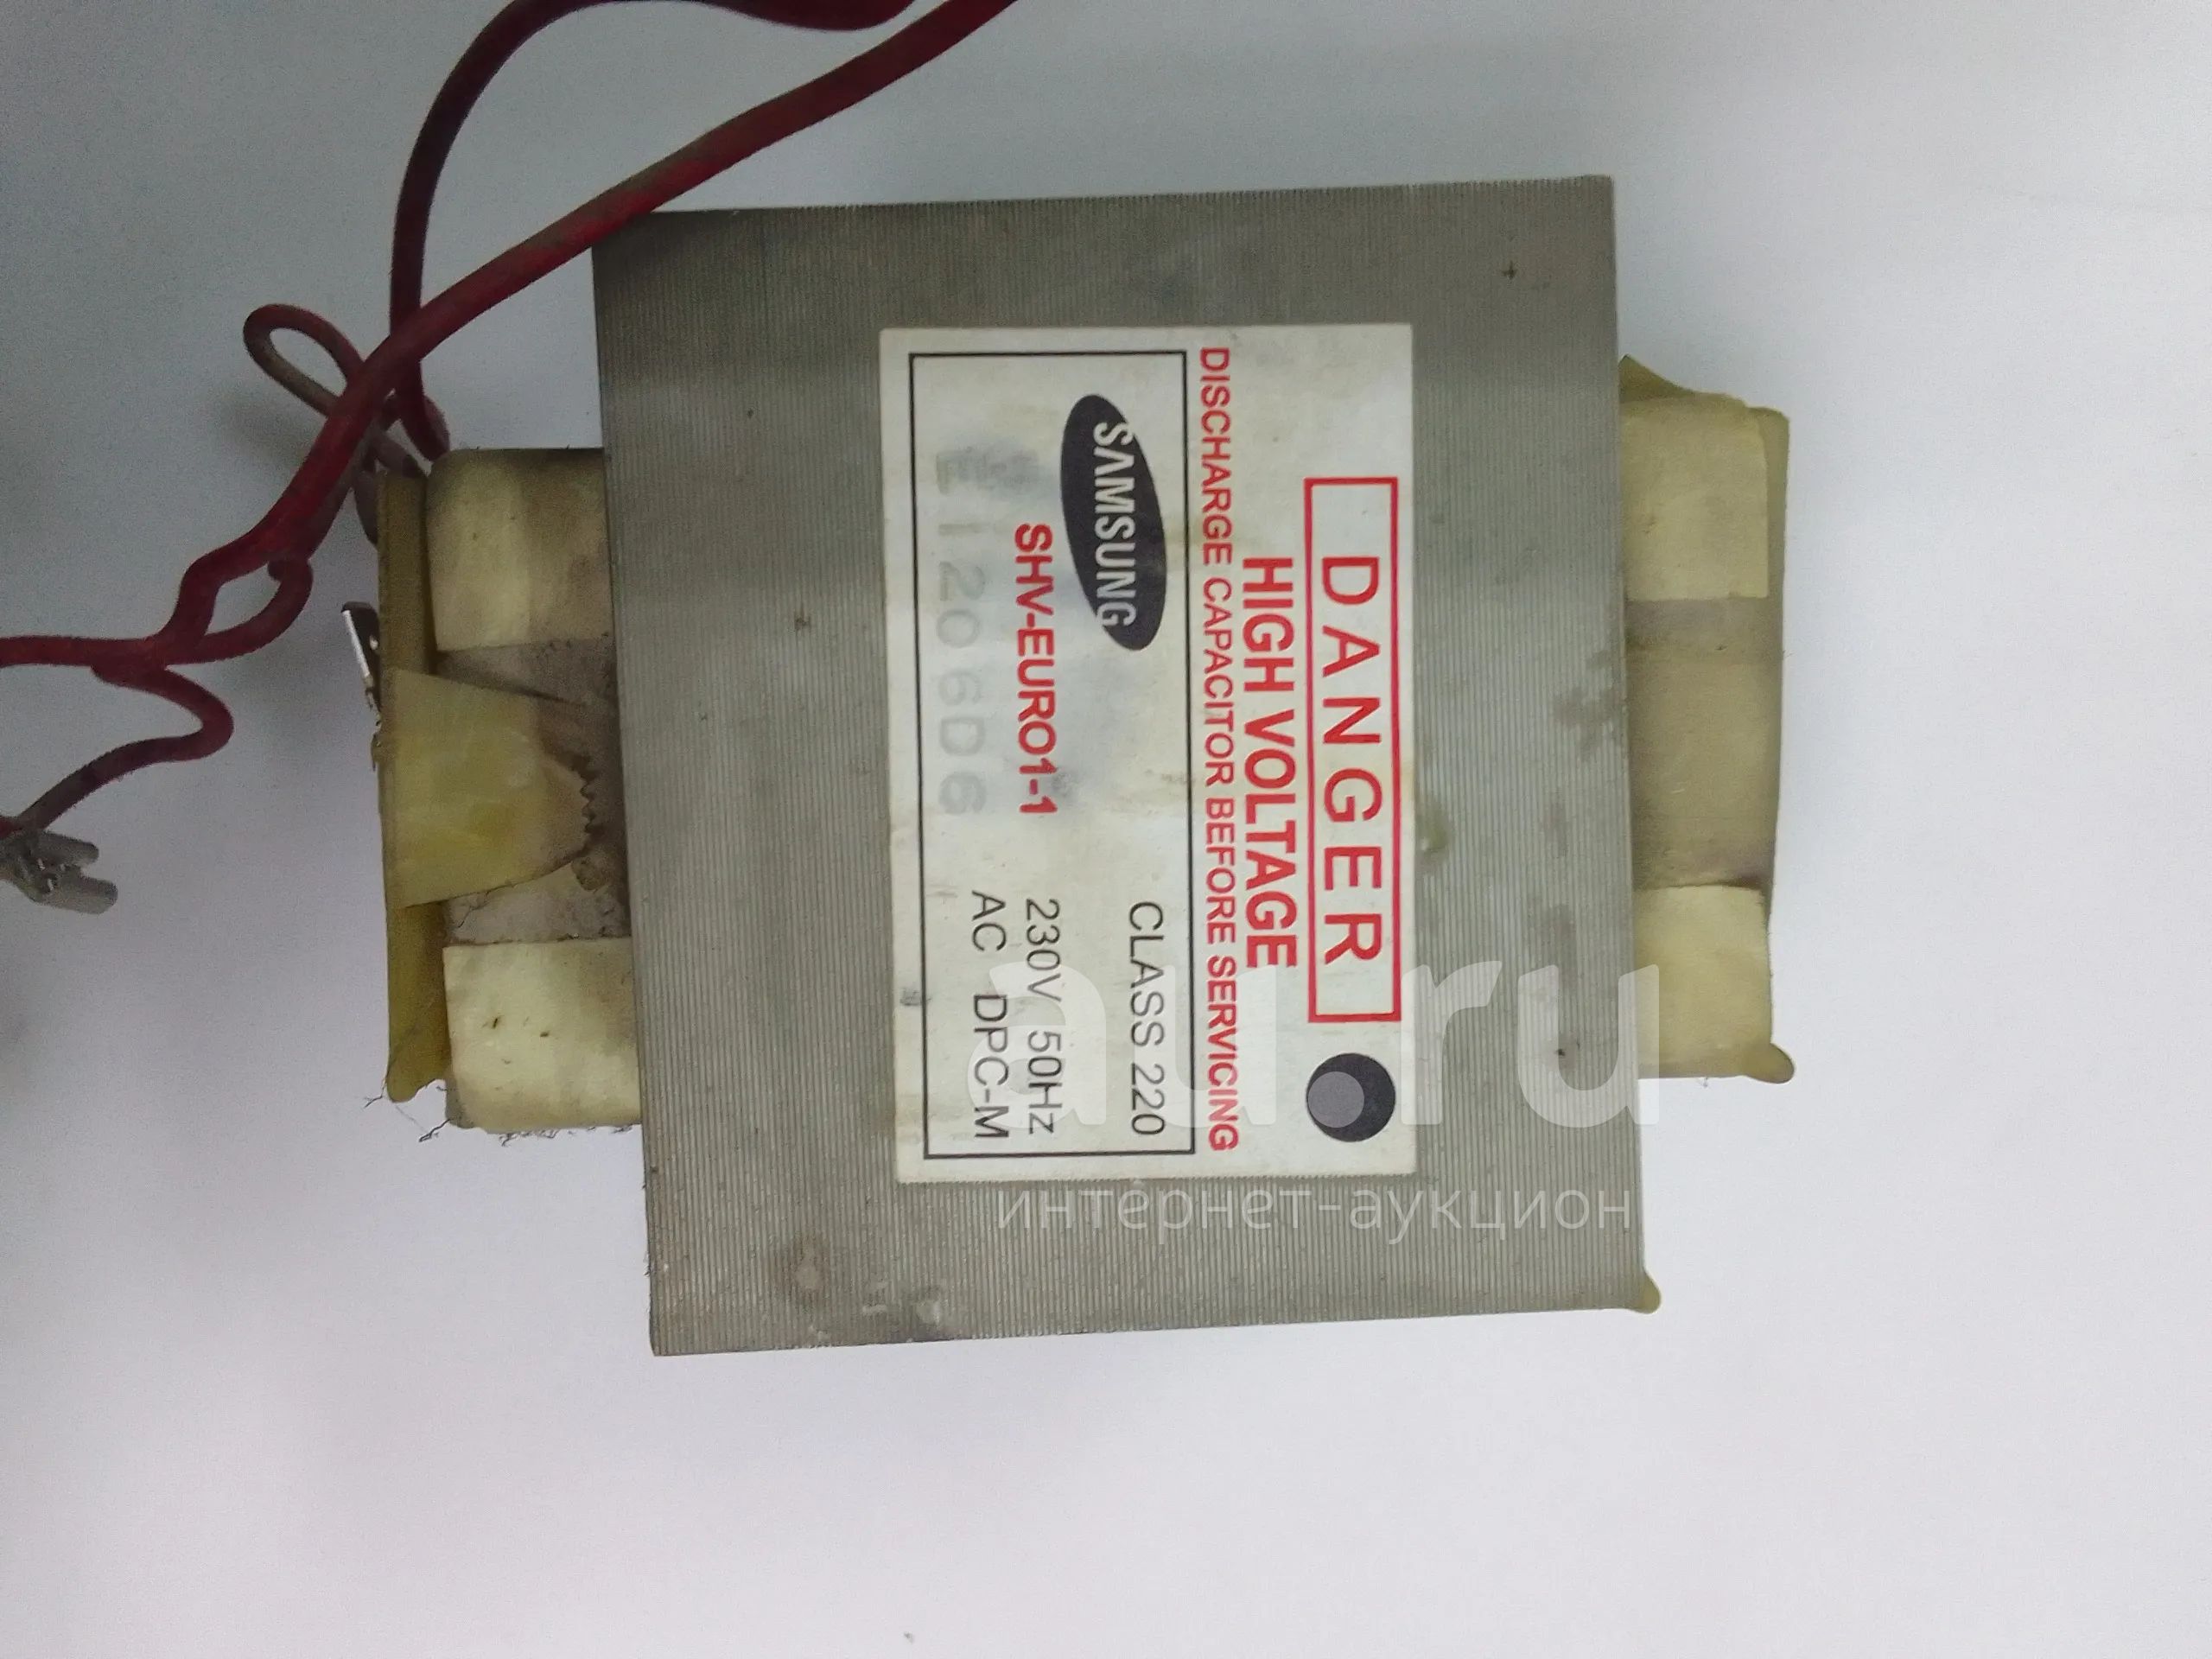 DANGER
HIGH VOLTAGE
DISCHARGE CAPACITOR BEFORE SERVICING
SAMSUNG
CLASS 220
SHV-EURO1-1
230V 50Hz
E1206D6
AC DPC-M
au.ru
интернет-аукцион